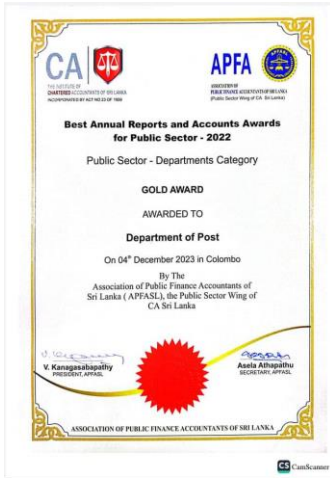 CA
THE INSTITUTE OF
CHARTERED ACCOUNTANTS OF SRI LANKA
INCORPORATED BY ACT NO 23 OF 1959
APFA
ASSOCIATION OF
PUBLIC FINANCE ACCOUNTANTS OF SRI LANKA
(Public Sector Wing of CA Sri Lanka)
Best Annual Reports and Accounts Awards
for Public Sector - 2022
Public Sector - Departments Category
GOLD AWARD
AWARDED TO
Department of Post
On 04th December 2023 in Colombo
By The
Association of Public Finance Accountants of
Sri Lanka ( APFASL), the Public Sector Wing of
CA Sri Lanka
V. Kanagasabapathy
PRESIDENT, APFASL
Asela Athapathu
SECRETARY, APFASL
ASSOCIATION OF PUBLIC FINANCE ACCOUNTANTS OF SRI LANKA
CS CamScanner